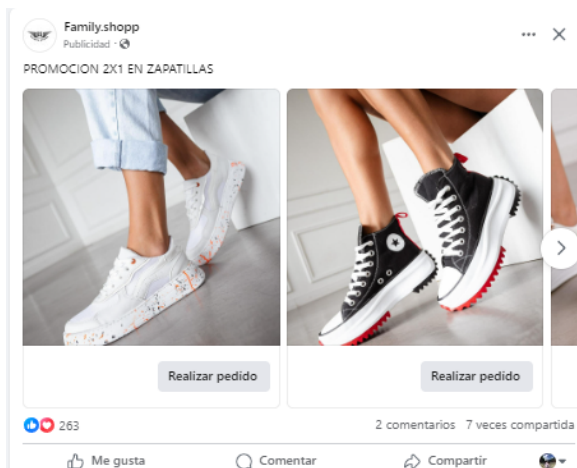 Family.shopp
Publicidad ·
PROMOCION 2X1 EN ZAPATILLAS
Realizar pedido
Realizar pedido
263
2 comentarios 7 veces compartida
Me gusta
Comentar
Compartir